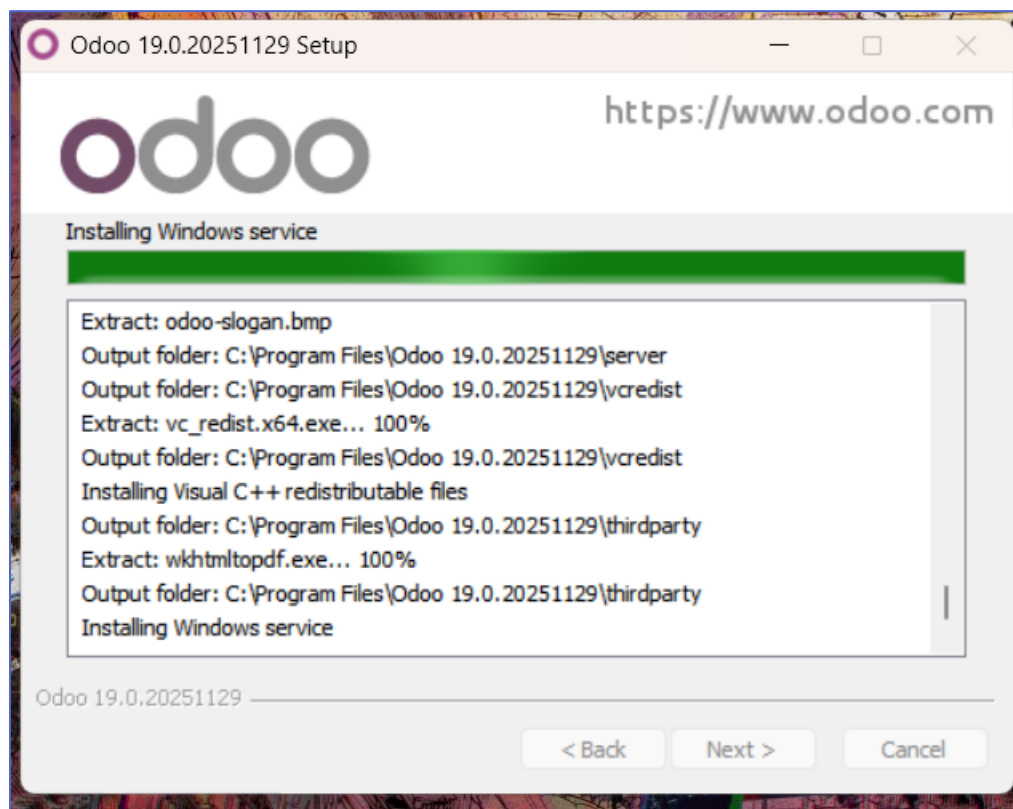 Odoo 19.0.20251129 Setup
odoo
https://www.odoo.com
Installing Windows service
Extract: odoo-slogan.bmp
Output folder: C:\Program Files\Odoo 19.0.20251129\server
Output folder: C:\Program Files\Odoo 19.0.20251129\vcredist
Extract: vc_redist.x64.exe... 100%
Output folder: C:\Program Files\Odoo 19.0.20251129\vcredist
Installing Visual C++ redistributable files
Output folder: C:\Program Files\Odoo 19.0.20251129\thirdparty
Extract: wkhtmltopdf.exe... 100%
Output folder: C:\Program Files\Odoo 19.0.20251129\thirdparty
Installing Windows service
Odoo 19.0.20251129
< Back Next > Cancel